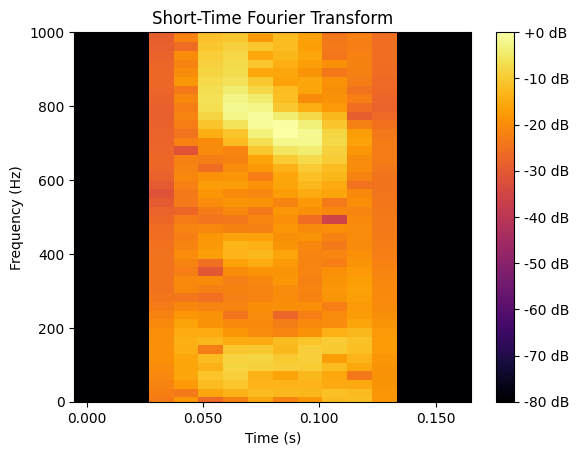 Short-Time Fourier Transform
Frequency (Hz)
1000
800
600
400
200
0
0.000
0.050
0.100
0.150
Time (s)
+0 dB
-10 dB
-20 dB
-30 dB
-40 dB
-50 dB
-60 dB
-70 dB
-80 dB